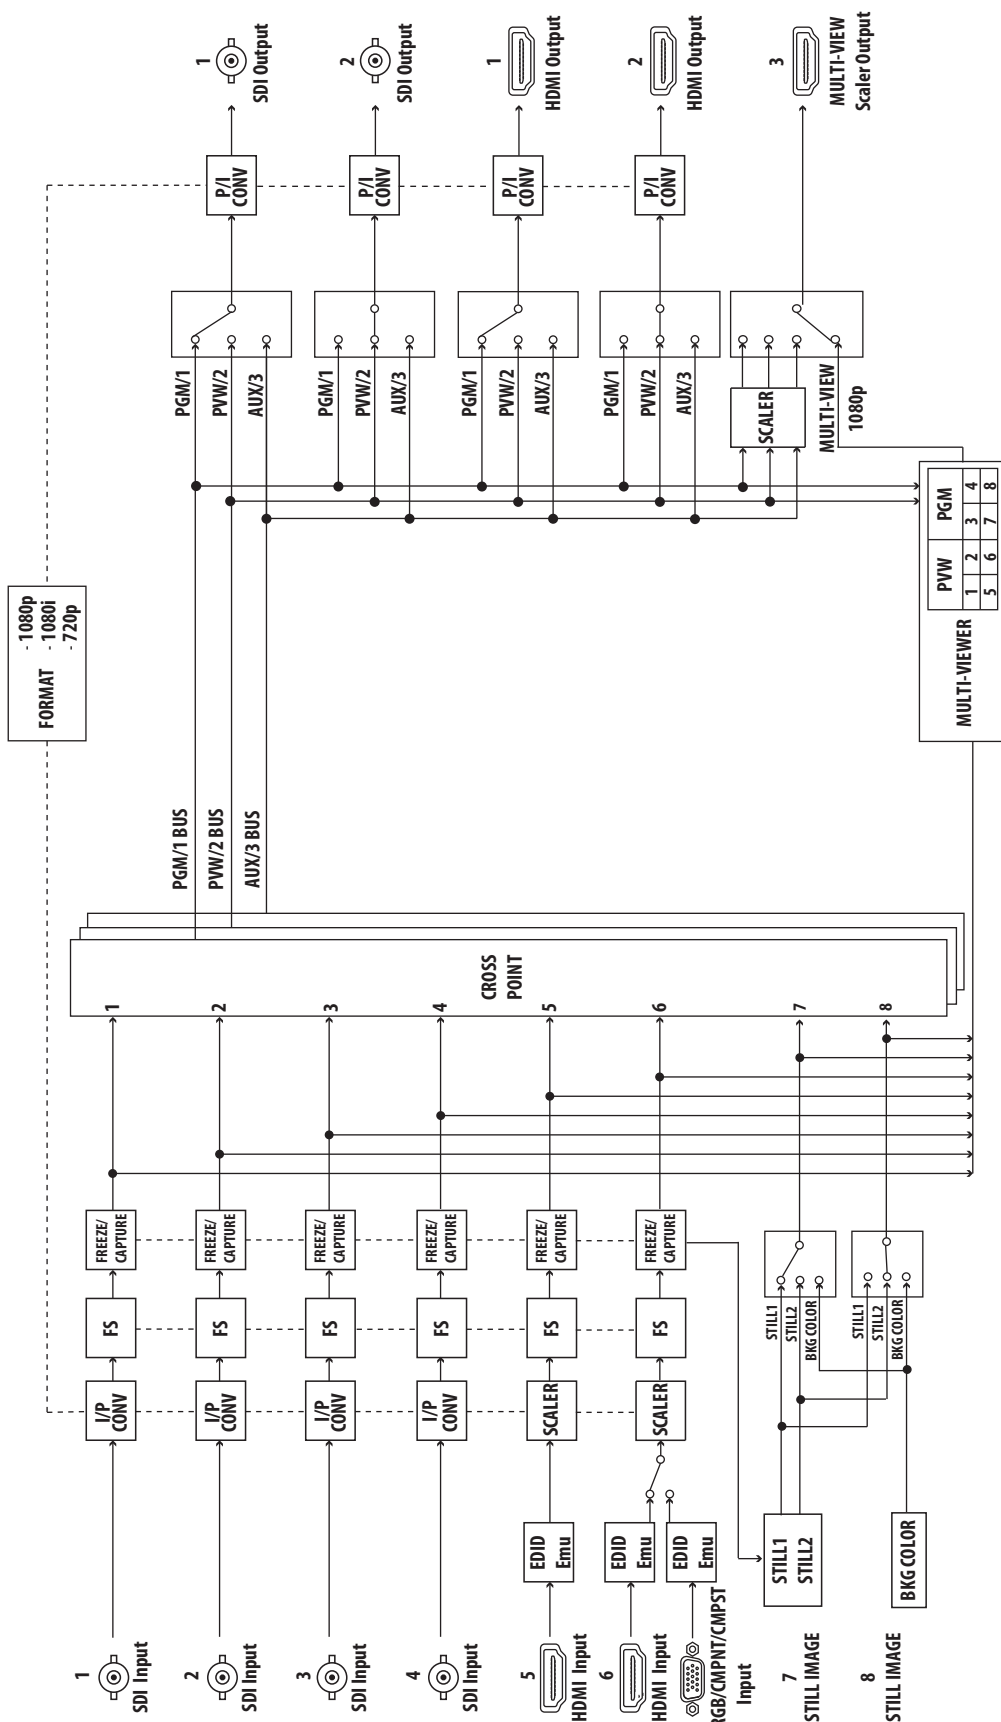 1
SDI Input
2
SDI Input
3
SDI Input
4
SDI Input
5
HDMI Input
6
HDMI Input
RGB/CMPNT/CMPST
Input
7
STILL IMAGE
8
STILL IMAGE
EDID
Emu
EDID
Emu
EDID
Emu
STILL1
STILL2
BKG COLOR
I/P
CONV
I/P
CONV
I/P
CONV
I/P
CONV
SCALER
SCALER
FS
FS
FS
FS
FS
FS
FREEZE/
CAPTURE
FREEZE/
CAPTURE
FREEZE/
CAPTURE
FREEZE/
CAPTURE
FREEZE/
CAPTURE
FREEZE/
CAPTURE
STILL1
STILL2
BKG COLOR
STILL1
STILL2
BKG COLOR
1
2
3
4
5
6
7
8
CROSS
POINT
PGM/1 BUS
PVW/2 BUS
AUX/3 BUS
FORMAT
- 1080p
- 1080i
- 720p
MULTI-VIEWER
PVW PGM
1 2 3 4
5 6 7 8
PGM/1
PVW/2
AUX/3
PGM/1
PVW/2
AUX/3
PGM/1
PVW/2
AUX/3
PGM/1
PVW/2
AUX/3
SCALER
MULTI-VIEW
1080p
P/I
CONV
P/I
CONV
P/I
CONV
P/I
CONV
1
SDI Output
2
SDI Output
1
HDMI Output
2
HDMI Output
3
MULTI-VIEW
Scaler Output